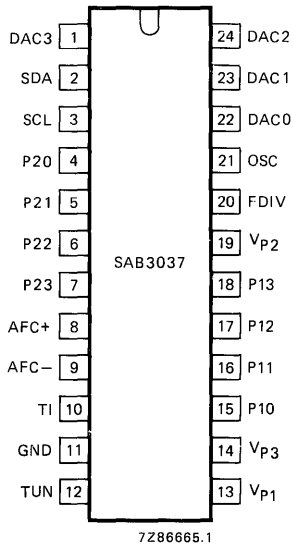 DAC3 1 24 DAC2
SDA 2 23 DAC1
SCL 3 22 DAC0
P20 4 21 OSC
P21 5 20 FDIV
P22 6 19 VP2
SAB3037
P23 7 18 P13
AFC+ 8 17 P12
AFC− 9 16 P11
TI 10 15 P10
GND 11 14 VP3
TUN 12 13 VP1
7Z86665.1